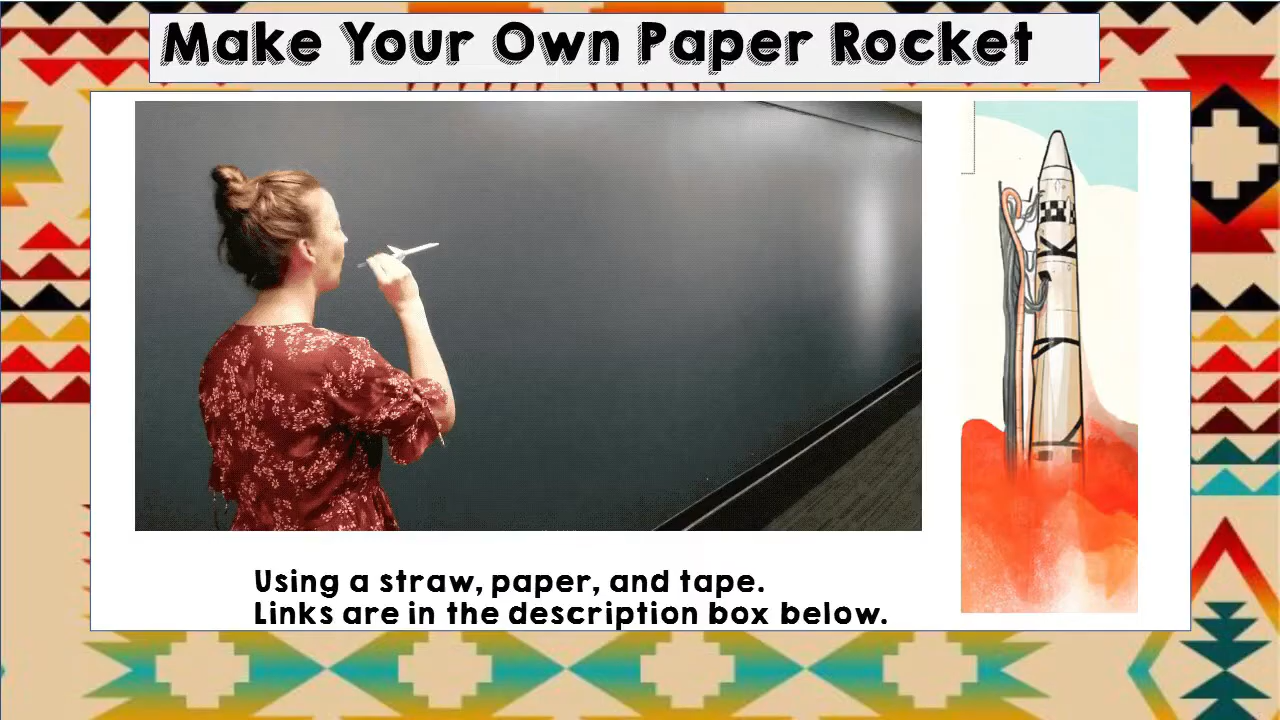 Make Your Own Paper Rocket
Using a straw, paper, and tape.
Links are in the description box below.